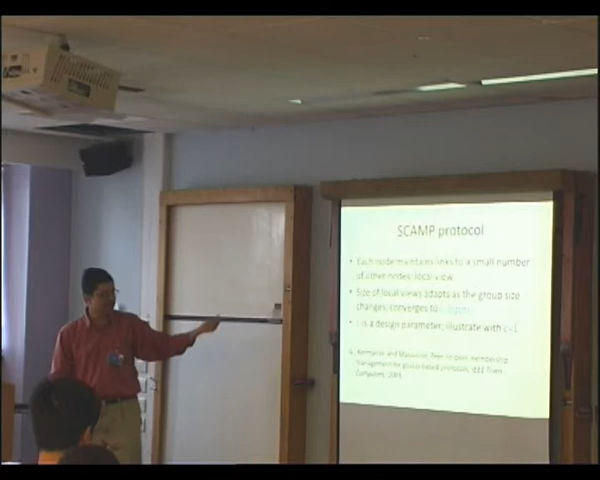 SCAMP protocol
• Each node maintains links to a small number
of other nodes: local view
• Size of local views adapts as the group size
changes; converges to
• is a design parameter; illustrate with c=1
Kermarrec and Massoulie: Peer-to-peer membership
management for gossip-based protocols, IEEE Trans
Computers, 2003